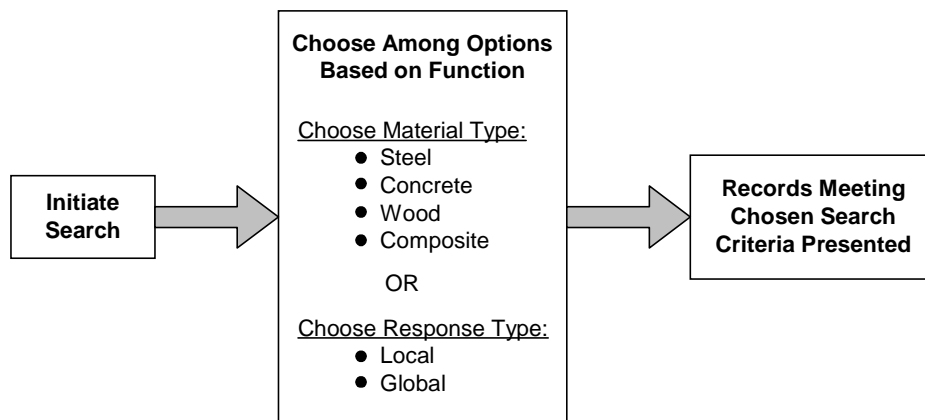 Initiate
Search
Choose Among Options
Based on Function
Choose Material Type:
● Steel
● Concrete
● Wood
● Composite
OR
Choose Response Type:
● Local
● Global
Records Meeting
Chosen Search
Criteria Presented